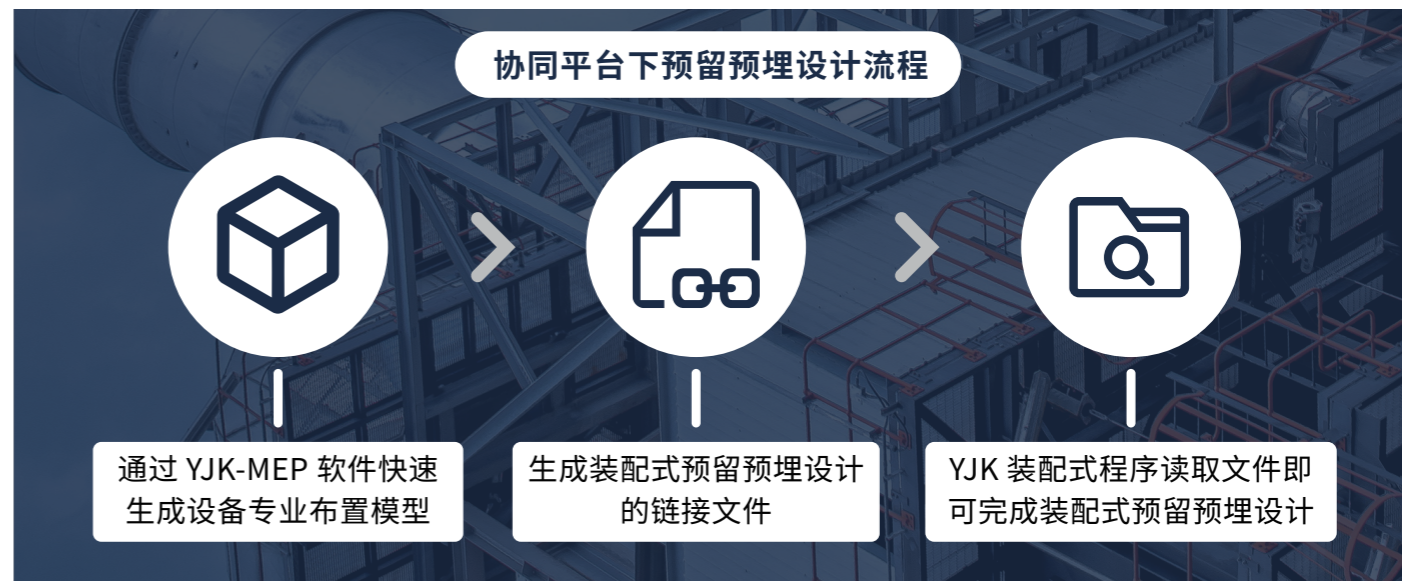 协同平台下预留预埋设计流程
通过 YJK-MEP 软件快速
生成设备专业布置模型
生成装配式预留预埋设计
的链接文件
YJK 装配式程序读取文件即
可完成装配式预留预埋设计